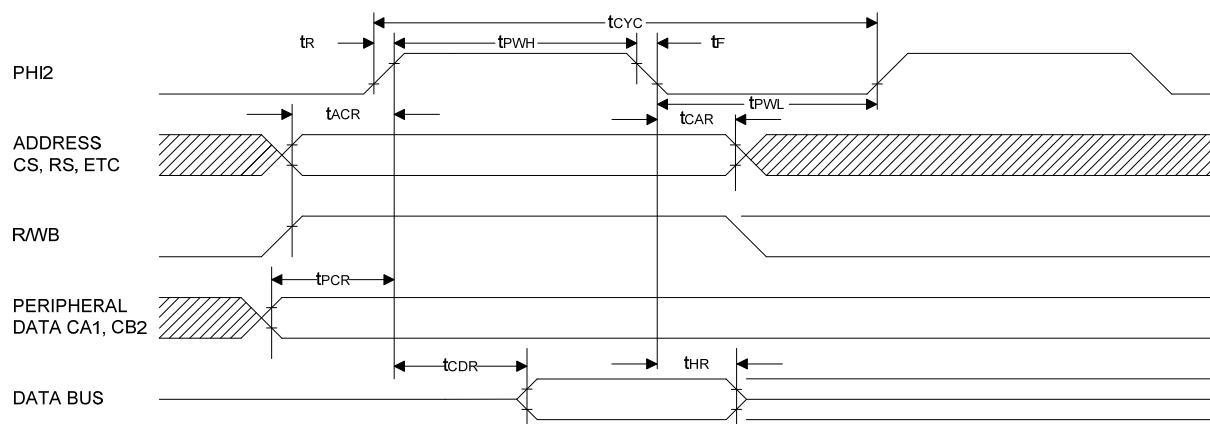 tCYC
tR
tPWH
tF
PHI2
tPWL
tACR
tCAR
ADDRESS
CS, RS, ETC
R/WB
tPCR
PERIPHERAL
DATA CA1, CB2
tCDR
tHR
DATA BUS